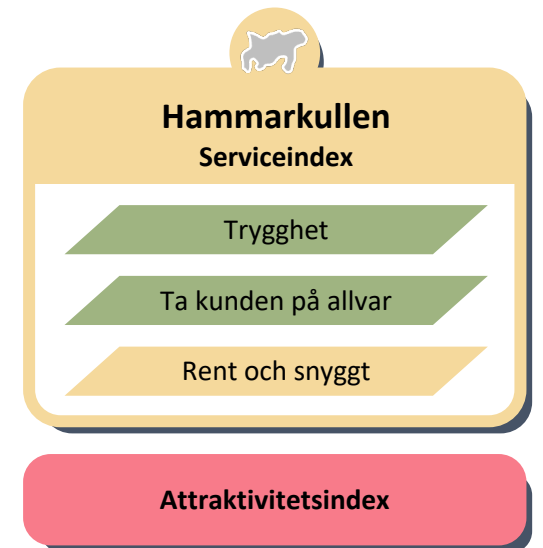 Hammarkullen
Serviceindex
Trygghet
Ta kunden på allvar
Rent och snyggt
Attraktivitetsindex